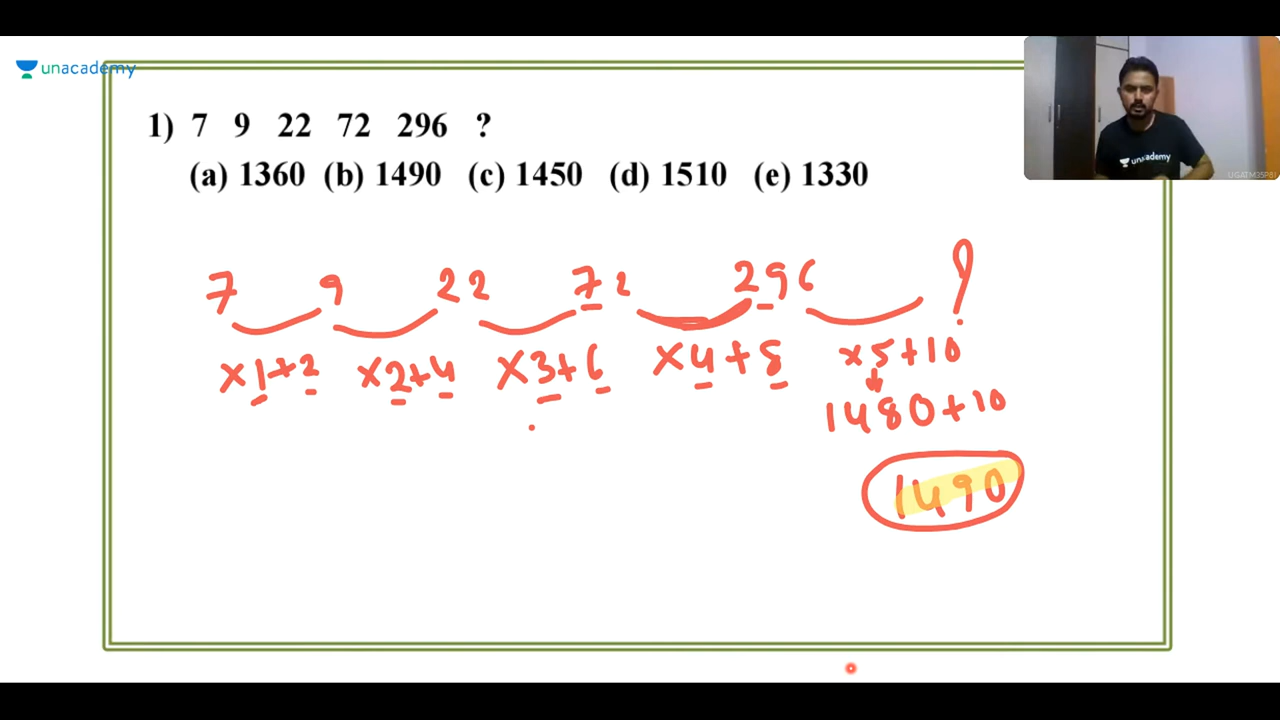 unacademy
1) 7 9 22 72 296 ?
(a) 1360 (b) 1490 (c) 1450 (d) 1510 (e) 1330
7 9 22 72 296 ?
×1+2 ×2+4 ×3+6 ×4+8 ×5+10
1480+10
1490
unacademy